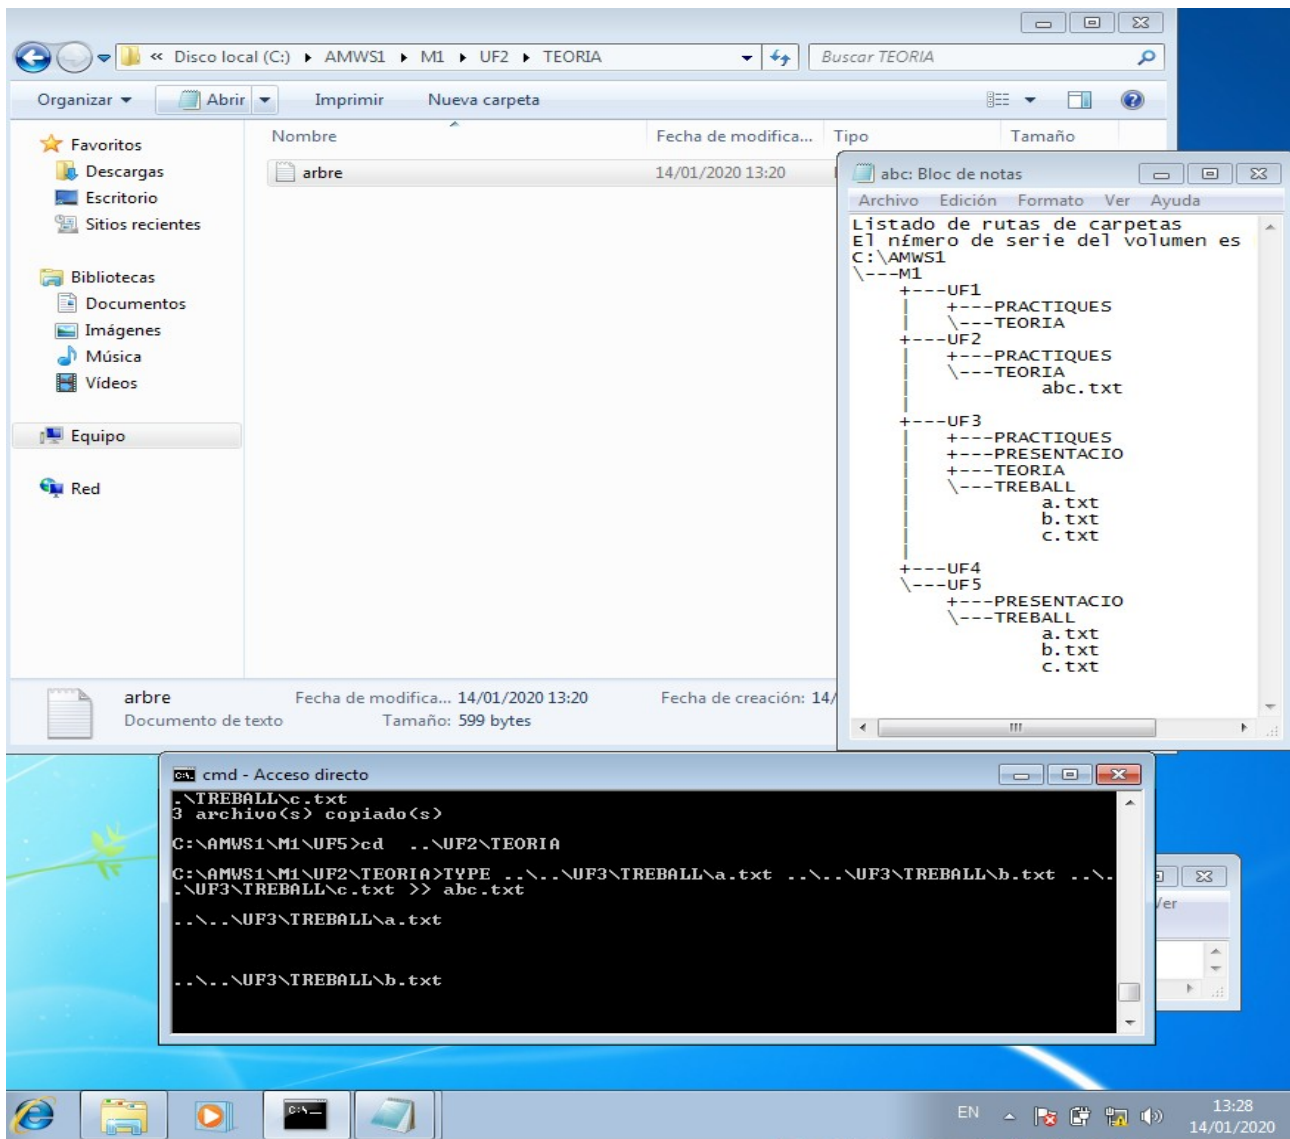 « Disco local (C:) ▸ AMWS1 ▸ M1 ▸ UF2 ▸ TEORIA
Buscar TEORIA
Organizar Abrir Imprimir Nueva carpeta
Nombre Fecha de modifica... Tipo Tamaño
Favoritos
Descargas
Escritorio
Sitios recientes
Bibliotecas
Documentos
Imágenes
Música
Vídeos
Equipo
Red
arbre 14/01/2020 13:20
arbre Fecha de modifica... 14/01/2020 13:20 Fecha de creación: 14/
Documento de texto Tamaño: 599 bytes
abc: Bloc de notas
Archivo Edición Formato Ver Ayuda
Listado de rutas de carpetas
El n£mero de serie del volumen es
C:\AMWS1
\---M1
    +---UF1
    |   +---PRACTIQUES
    |   \---TEORIA
    +---UF2
    |   +---PRACTIQUES
    |   \---TEORIA
    |           abc.txt
    |
    +---UF3
    |   +---PRACTIQUES
    |   +---PRESENTACIO
    |   +---TEORIA
    |   \---TREBALL
    |           a.txt
    |           b.txt
    |           c.txt
    |
    +---UF4
    \---UF5
        +---PRESENTACIO
        \---TREBALL
                a.txt
                b.txt
                c.txt
cmd - Acceso directo
.\TREBALL\c.txt
3 archivo(s) copiado(s)
C:\AMWS1\M1\UF5>cd  ..\UF2\TEORIA
C:\AMWS1\M1\UF2\TEORIA>TYPE ..\..\UF3\TREBALL\a.txt ..\..\UF3\TREBALL\b.txt ..\.
.\UF3\TREBALL\c.txt >> abc.txt
..\..\UF3\TREBALL\a.txt
..\..\UF3\TREBALL\b.txt
Ver
EN
13:28
14/01/2020